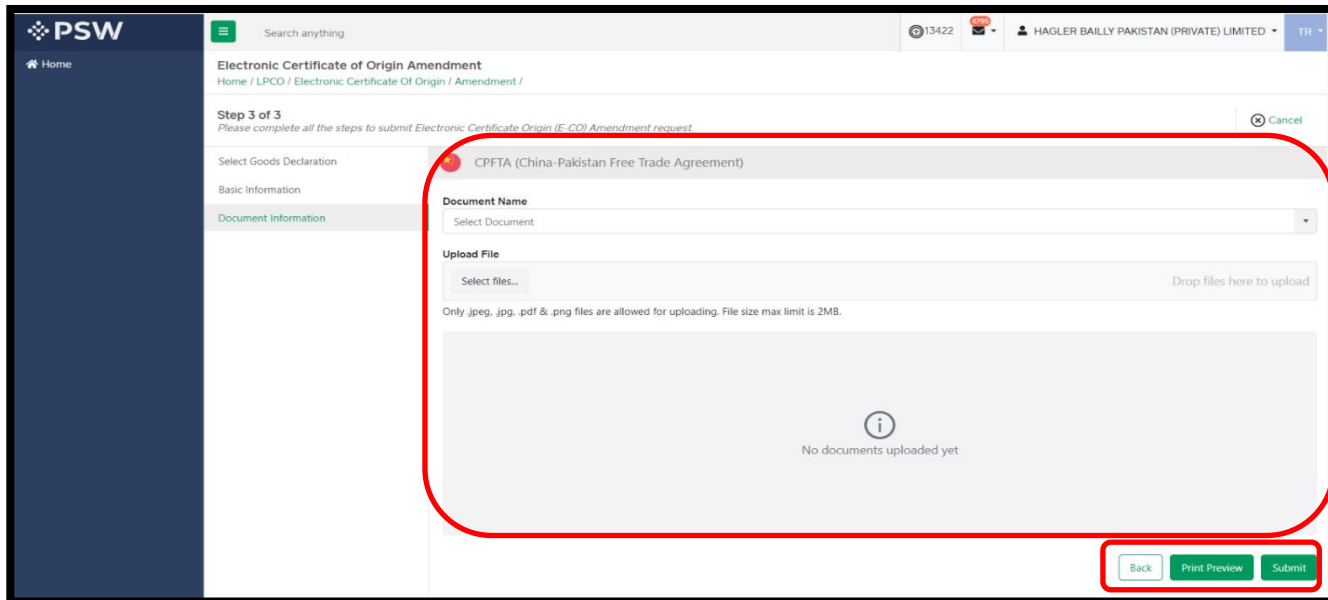 PSW
Search anything
13422
4795
HAGLER BAILLY PAKISTAN (PRIVATE) LIMITED
TR
Home
Electronic Certificate of Origin Amendment
Home / LPCO / Electronic Certificate Of Origin / Amendment /
Step 3 of 3
Please complete all the steps to submit Electronic Certificate Origin (E-CO) Amendment request.
Cancel
Select Goods Declaration
Basic Information
Document Information
CPFTA (China-Pakistan Free Trade Agreement)
Document Name
Select Document
Upload File
Select files...
Drop files here to upload
Only .jpeg, .jpg, .pdf & .png files are allowed for uploading. File size max limit is 2MB.
No documents uploaded yet
Back
Print Preview
Submit